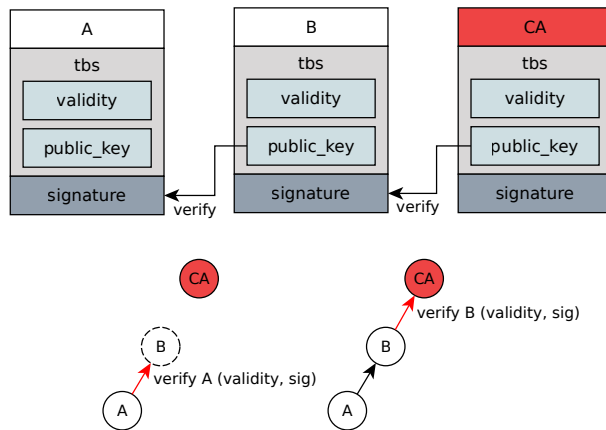 A
B
CA
tbs
tbs
tbs
validity
validity
validity
public_key
public_key
public_key
signature
verify
signature
verify
signature
CA
CA
verify B (validity, sig)
B
B
verify A (validity, sig)
A
A